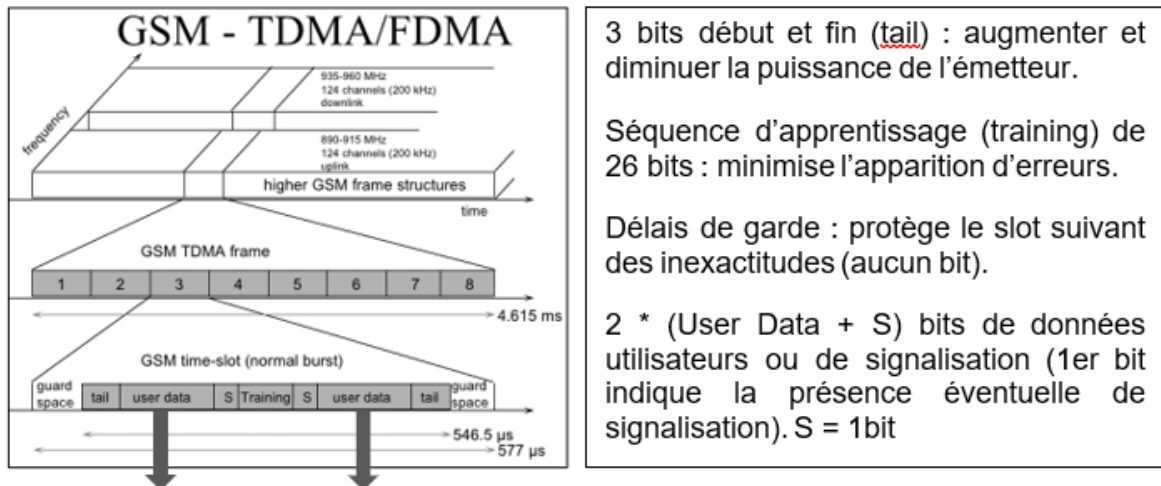 GSM - TDMA/FDMA
935-960 MHz
124 channels (200 kHz)
downlink
frequency
890-915 MHz
124 channels (200 kHz)
uplink
higher GSM frame structures
time
GSM TDMA frame
1 2 3 4 5 6 7 8
4.615 ms
GSM time-slot (normal burst)
guard
space
tail user data S Training S user data tail
guard
space
546.5 µs
577 µs
3 bits début et fin (tail) : augmenter et
diminuer la puissance de l’émetteur.
Séquence d’apprentissage (training) de
26 bits : minimise l’apparition d’erreurs.
Délais de garde : protège le slot suivant
des inexactitudes (aucun bit).
2 * (User Data + S) bits de données
utilisateurs ou de signalisation (1er bit
indique la présence éventuelle de
signalisation). S = 1bit